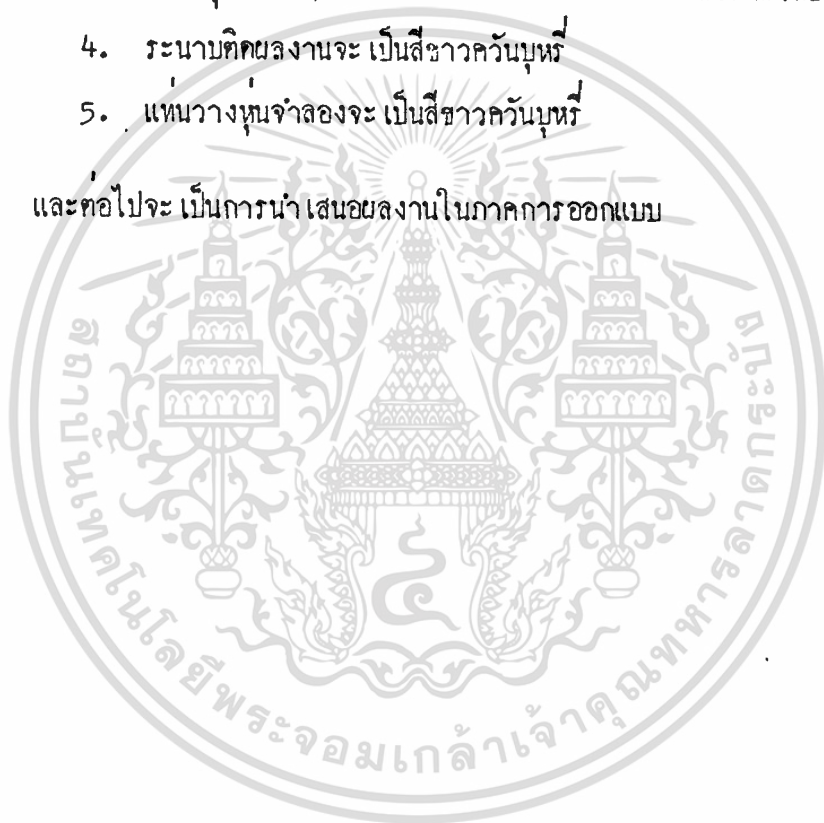 4. ระนาบติดผลงานจะเป็นสีขาวควันบุหรี่
5. แท่นวางหุ่นจำลองจะเป็นสีขาวควันบุหรี่
และต่อไปจะเป็นการนำเสนอผลงานในภาคการออกแบบ
สถาบันเทคโนโลยีพระจอมเกล้าเจ้าคุณทหารลาดกระบัง